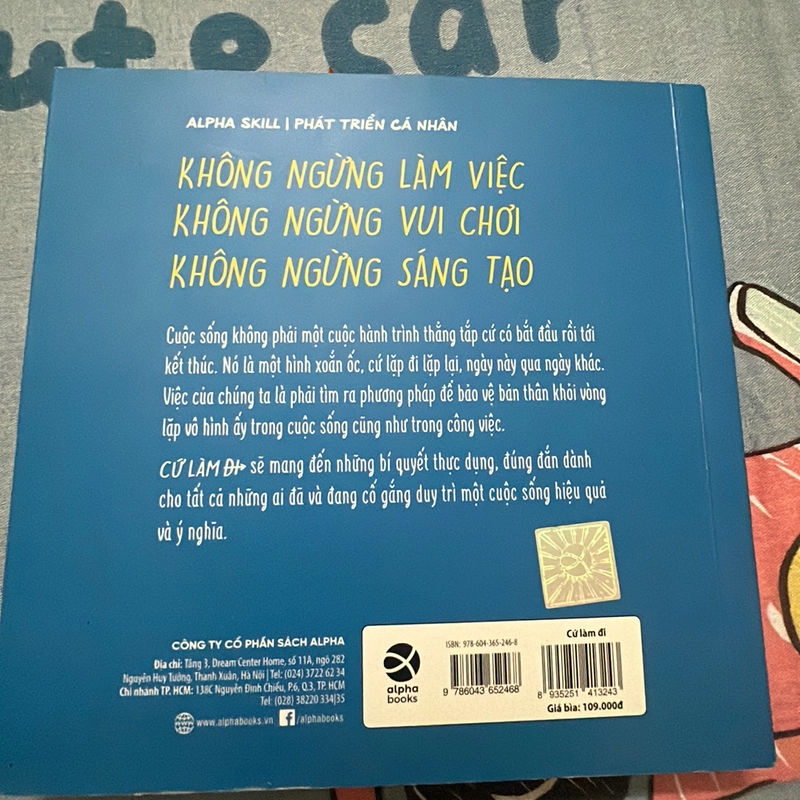 ute car
ALPHA SKILL | PHÁT TRIỂN CÁ NHÂN
KHÔNG NGỪNG LÀM VIỆC
KHÔNG NGỪNG VUI CHƠI
KHÔNG NGỪNG SÁNG TẠO
Cuộc sống không phải một cuộc hành trình thẳng tắp cứ có bắt đầu rồi tới
kết thúc. Nó là một hình xoắn ốc, cứ lặp đi lặp lại, ngày này qua ngày khác.
Việc của chúng ta là phải tìm ra phương pháp để bảo vệ bản thân khỏi vòng
lặp vô hình ấy trong cuộc sống cũng như trong công việc.
CỨ LÀM ĐI sẽ mang đến những bí quyết thực dụng, đúng đắn dành
cho tất cả những ai đã và đang cố gắng duy trì một cuộc sống hiệu quả
và ý nghĩa.
CÔNG TY CỔ PHẦN SÁCH ALPHA
Địa chỉ: Tầng 3, Dream Center Home, số 11A, ngõ 282
Nguyễn Huy Tưởng, Thanh Xuân, Hà Nội | Tel: (024) 3722 62 34
Chi nhánh TP. HCM: 138C Nguyễn Đình Chiểu, P.6, Q.3, TP. HCM
Tel: (028) 38220 334|35
www.alphabooks.vn /alphabooks
alpha
books
ISBN: 978-604-365-246-8
9 786043 652468
Cứ làm đi
8 935251 413243
Giá bìa: 109.000đ